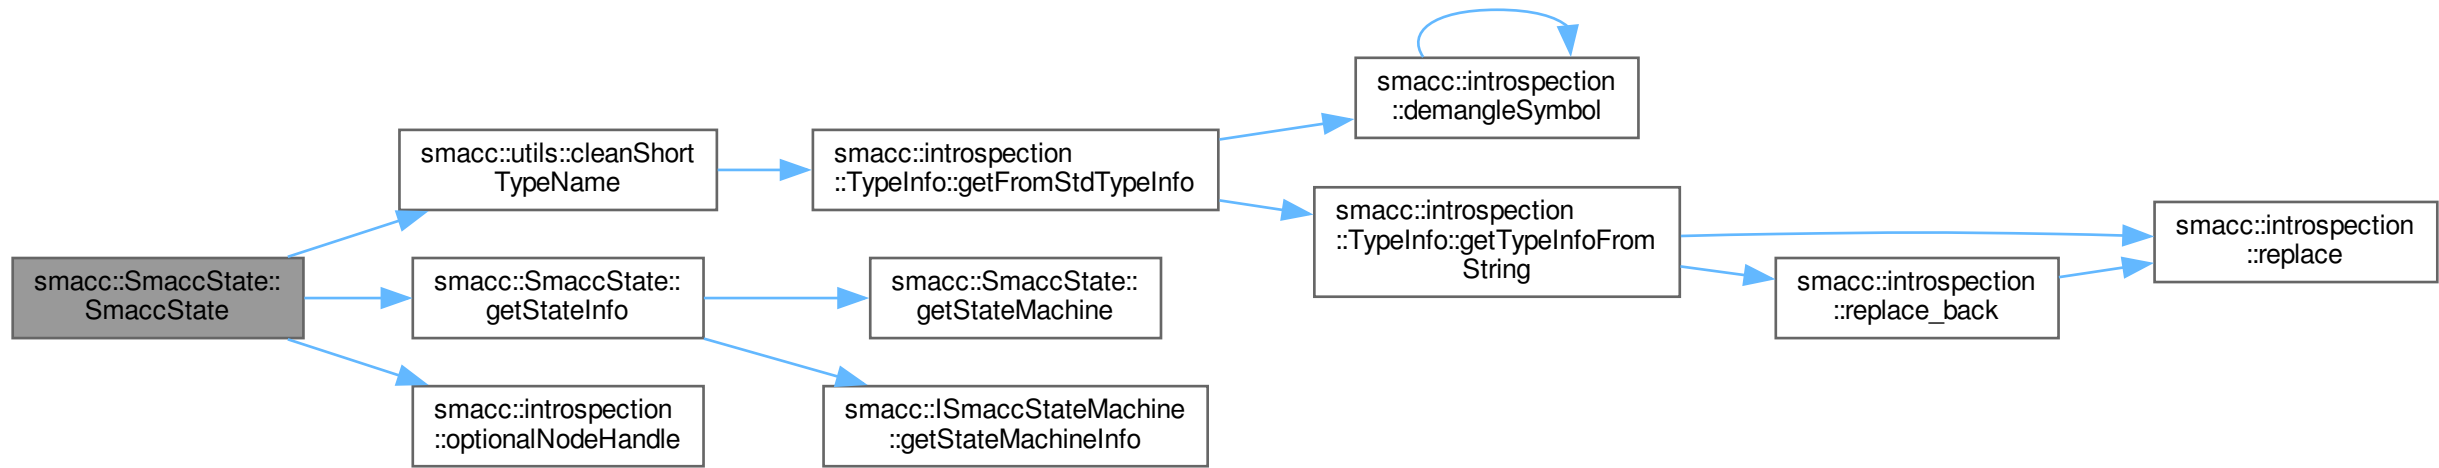 smacc::SmaccState::
SmaccState
smacc::utils::cleanShort
TypeName
smacc::introspection
::TypeInfo::getFromStdTypeInfo
smacc::introspection
::demangleSymbol
smacc::introspection
::TypeInfo::getTypeInfoFrom
String
smacc::introspection
::replace
smacc::introspection
::replace_back
smacc::SmaccState::
getStateInfo
smacc::SmaccState::
getStateMachine
smacc::ISmaccStateMachine
::getStateMachineInfo
smacc::introspection
::optionalNodeHandle